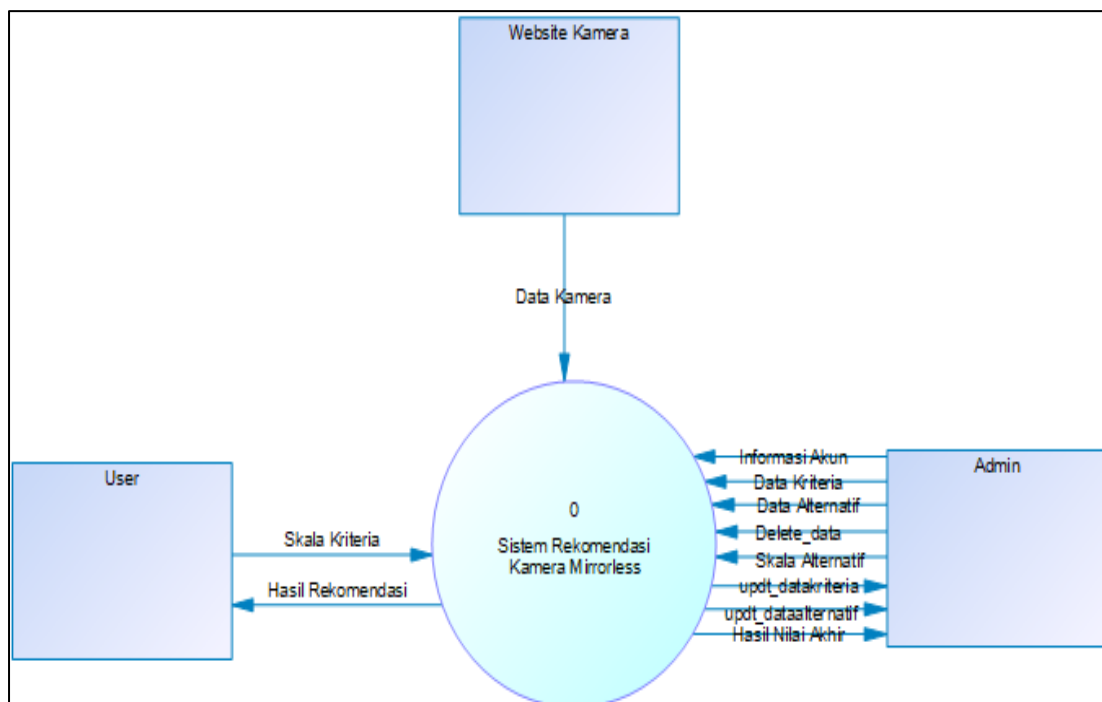 Website Kamera
Data Kamera
User
Skala Kriteria
Hasil Rekomendasi
0
Sistem Rekomendasi
Kamera Mirrorless
Informasi Akun
Data Kriteria
Data Alternatif
Delete_data
Skala Alternatif
updt_datakriteria
updt_dataalternatif
Hasil Nilai Akhir
Admin